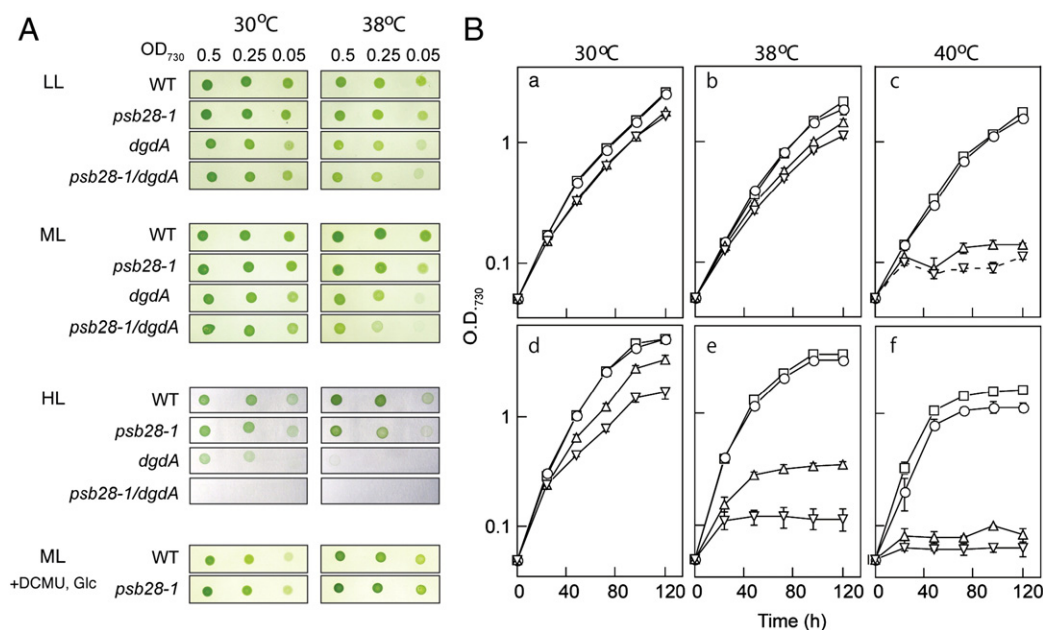 A
30°C 38°C
OD730 0.5 0.25 0.05 0.5 0.25 0.05
LL WT
psb28-1
dgdA
psb28-1/dgdA
ML WT
psb28-1
dgdA
psb28-1/dgdA
HL WT
psb28-1
dgdA
psb28-1/dgdA
ML WT
+DCMU, Glc psb28-1
B
30°C 38°C 40°C
a b c
1
0.1
O.D.730
d e f
1
0.1
0 40 80 120 0 40 80 120 0 40 80 120
Time (h)